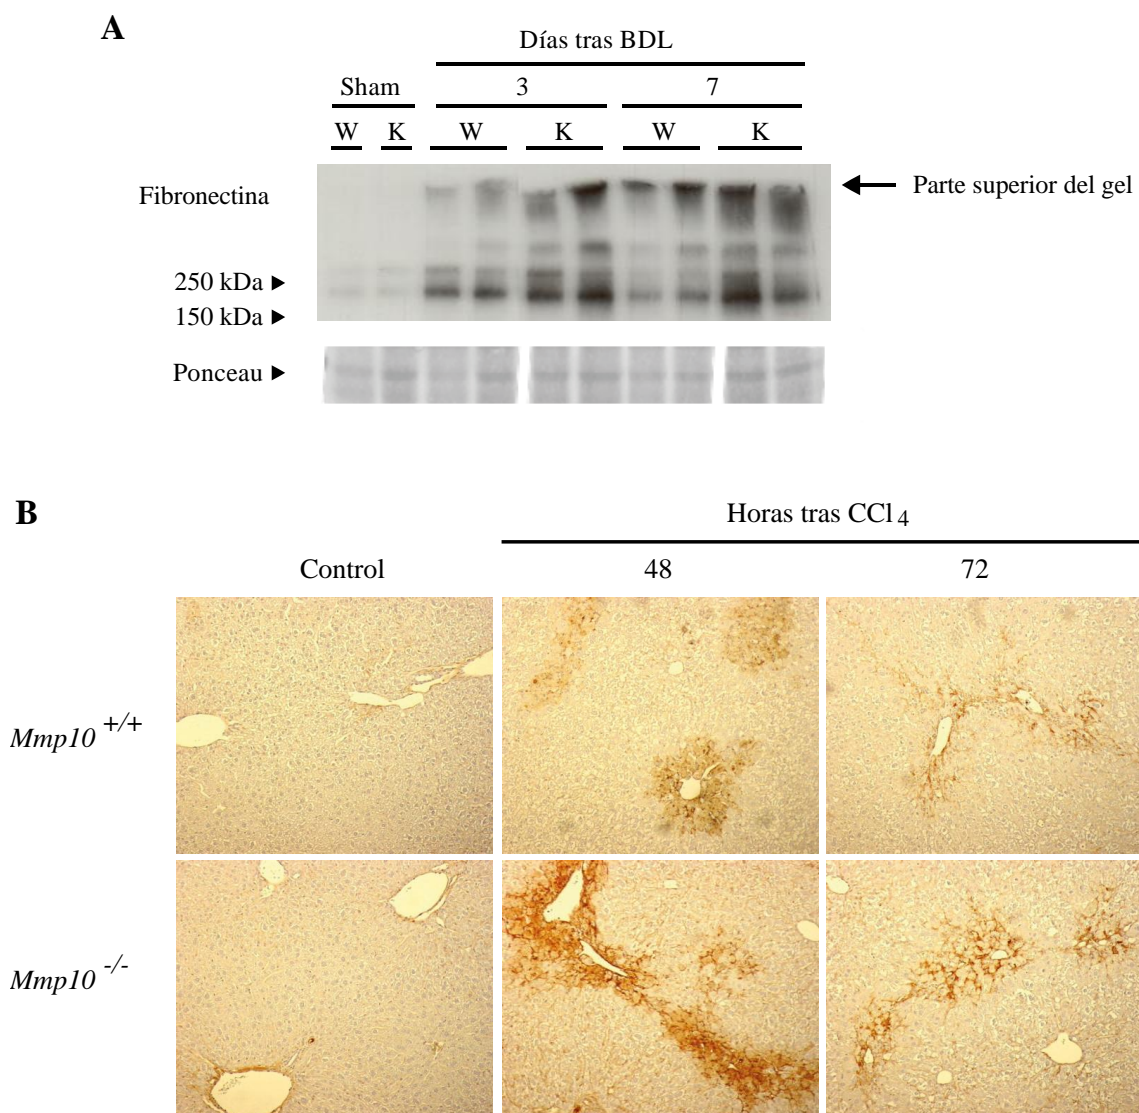 A
Días tras BDL
Sham 3 7
W K W K W K
Fibronectina
Parte superior del gel
250 kDa
150 kDa
Ponceau
B
Horas tras CCl4
Control 48 72
Mmp10 +/+
Mmp10 -/-